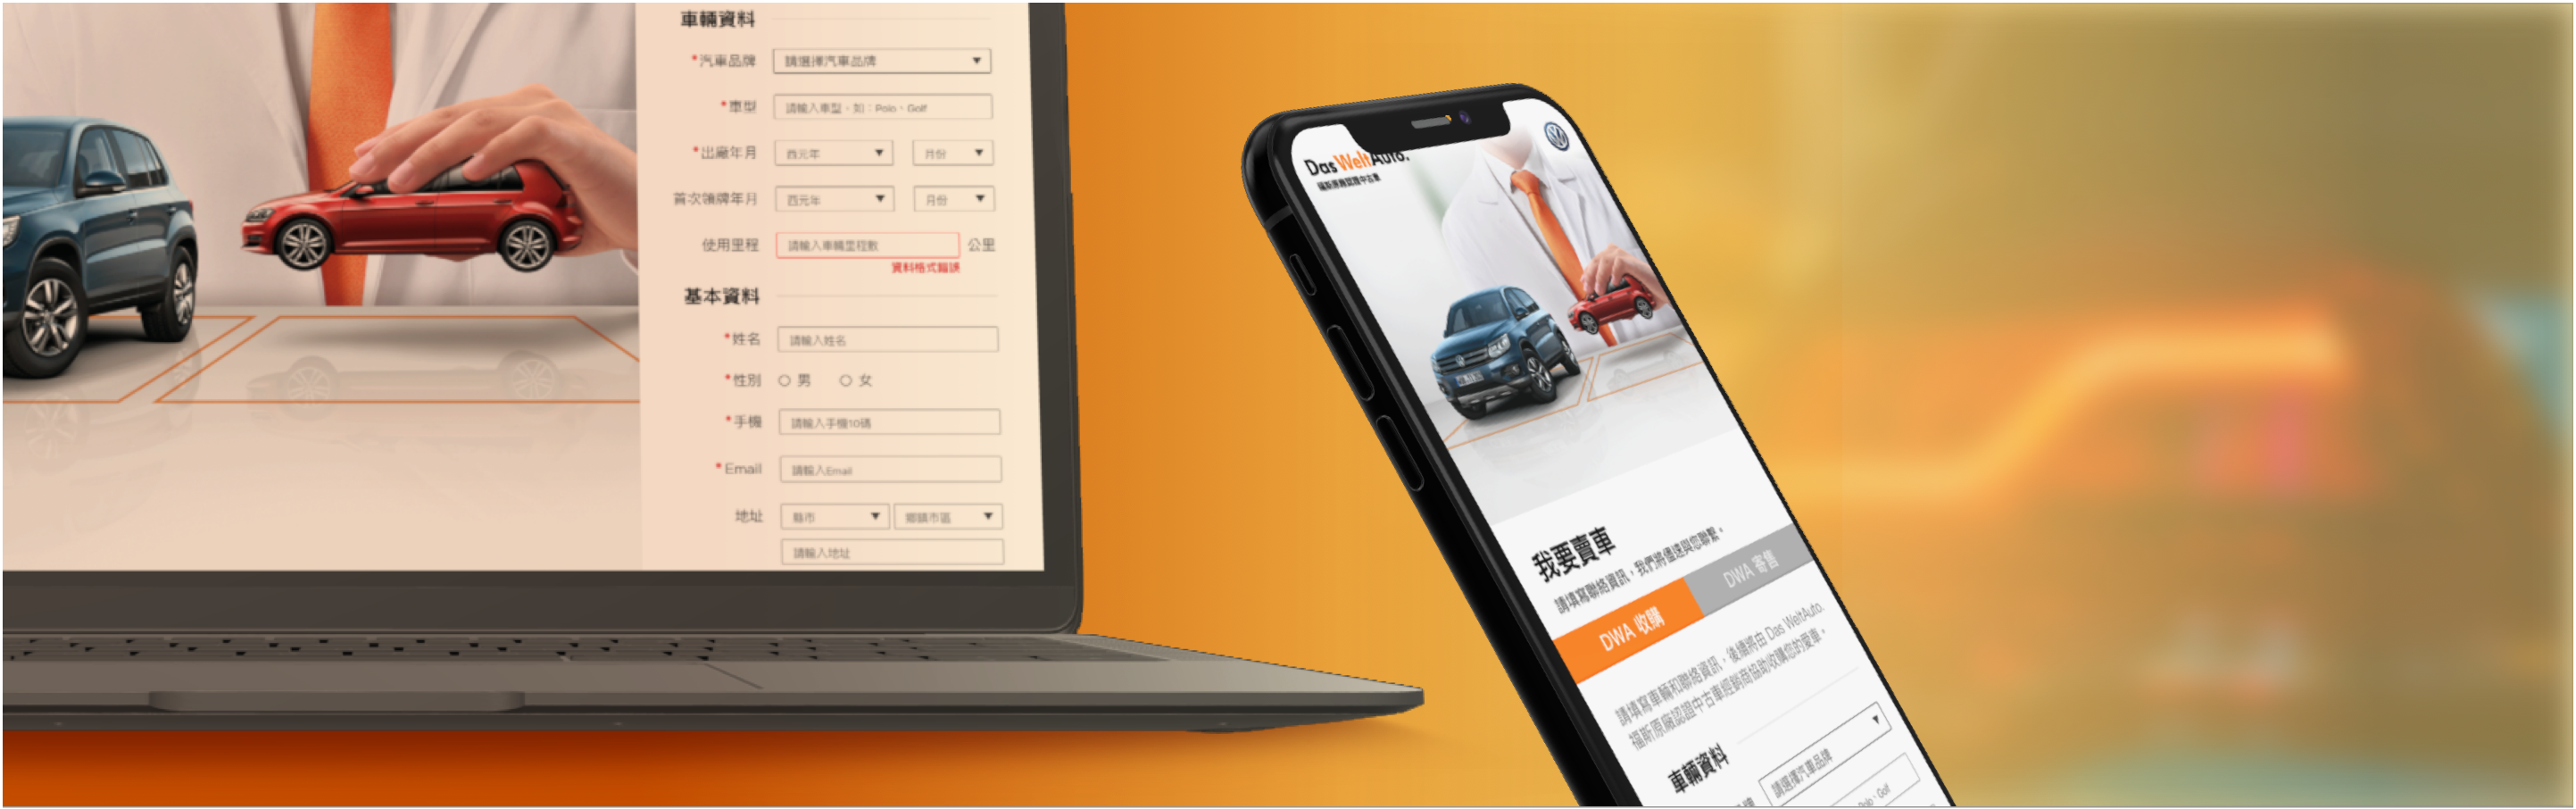 車輛資料
*汽車品牌 請選擇汽車品牌
*車型 請輸入車型，如：Polo、Golf
*出廠年月 西元年 月份
首次領牌年月 西元年 月份
使用里程 請輸入車輛里程數 公里
資料格式錯誤
基本資料
*姓名 請輸入姓名
*性別 男 女
*手機 請輸入手機10碼
*Email 請輸入Email
地址 縣市 鄉鎮市區
請輸入地址
Das WeltAuto.
福斯原廠認證中古車
我要賣車
請填寫聯絡資訊，我們將儘速與您聯繫。
DWA 收購 DWA 寄售
請填寫車輛和聯絡資訊，後續將由 Das WeltAuto.
福斯原廠認證中古車經銷商協助收購您的愛車。
車輛資料
請選擇汽車品牌
Polo、Golf